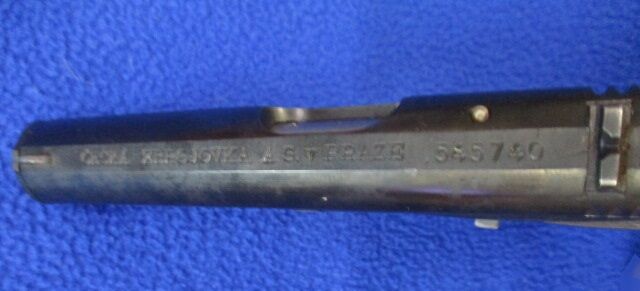 ČESKÁ ZBROJOVKA A.S. v PRAZE